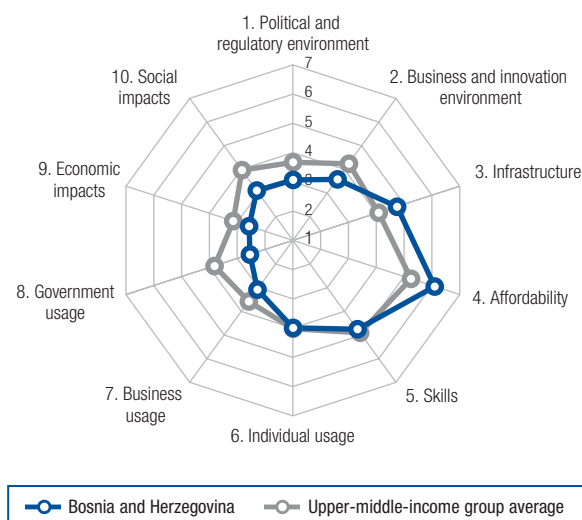 1. Political and
regulatory environment
2. Business and innovation
environment
3. Infrastructure
4. Affordability
5. Skills
6. Individual usage
7. Business
usage
8. Government
usage
9. Economic
impacts
10. Social
impacts
7
6
5
4
3
2
1
Bosnia and Herzegovina
Upper-middle-income group average